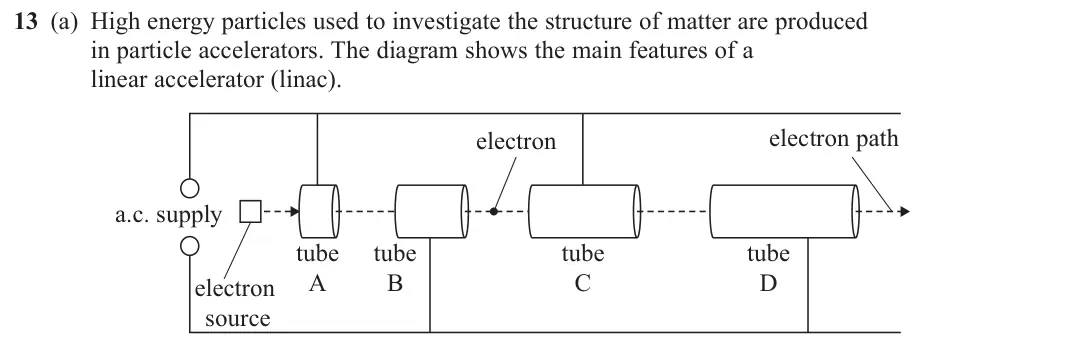 13 (a) High energy particles used to investigate the structure of matter are produced
in particle accelerators. The diagram shows the main features of a
linear accelerator (linac).
electron
electron path
a.c. supply
tube
A
tube
B
tube
C
tube
D
electron
source